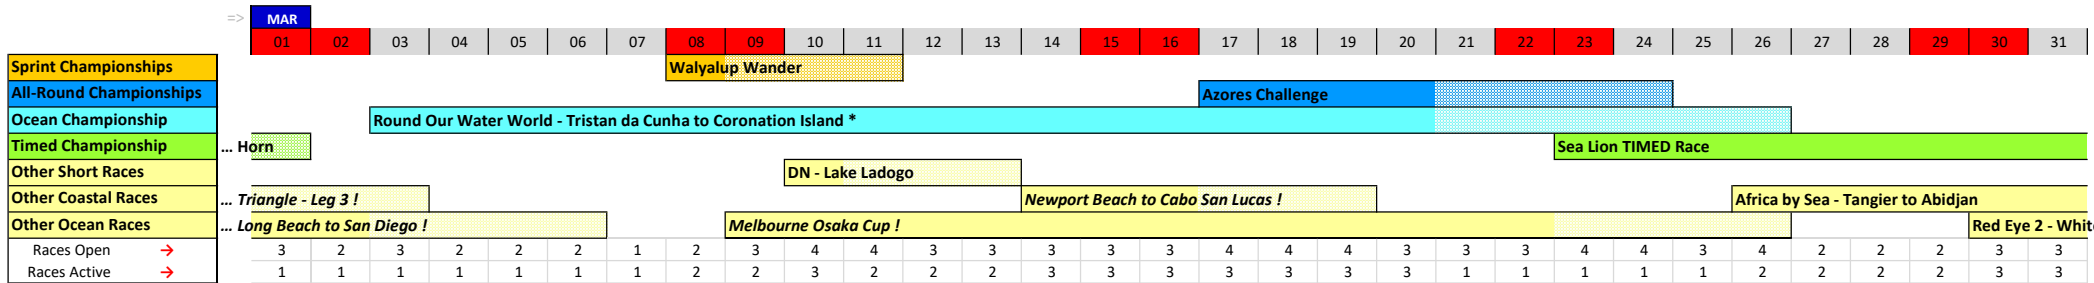 => MAR
01 02 03 04 05 06 07 08 09 10 11 12 13 14 15 16 17 18 19 20 21 22 23 24 25 26 27 28 29 30 31
Sprint Championships Walyalup Wander
All-Round Championships Azores Challenge
Ocean Championship Round Our Water World - Tristan da Cunha to Coronation Island *
Timed Championship ... Horn Sea Lion TIMED Race
Other Short Races DN - Lake Ladogo
Other Coastal Races ... Triangle - Leg 3 ! Newport Beach to Cabo San Lucas ! Africa by Sea - Tangier to Abidjan
Other Ocean Races ... Long Beach to San Diego ! Melbourne Osaka Cup ! Red Eye 2 - White
Races Open → 3 2 3 2 2 2 1 2 3 4 4 3 3 3 3 3 4 4 4 3 3 3 4 4 3 4 2 2 2 3 3
Races Active → 1 1 1 1 1 1 1 2 2 3 2 2 2 3 3 3 3 3 3 3 1 1 1 1 1 2 2 2 2 3 3